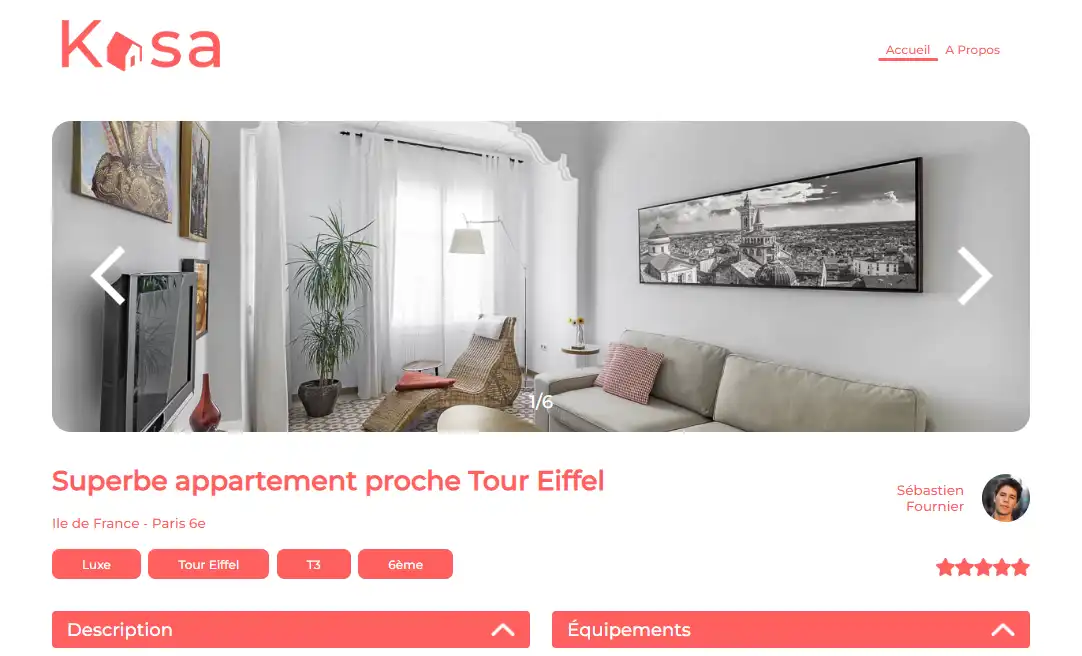 Kasa
Accueil
A Propos
1/6
Superbe appartement proche Tour Eiffel
Sébastien
Fournier
Ile de France - Paris 6e
Luxe
Tour Eiffel
T3
6ème
Description
Équipements